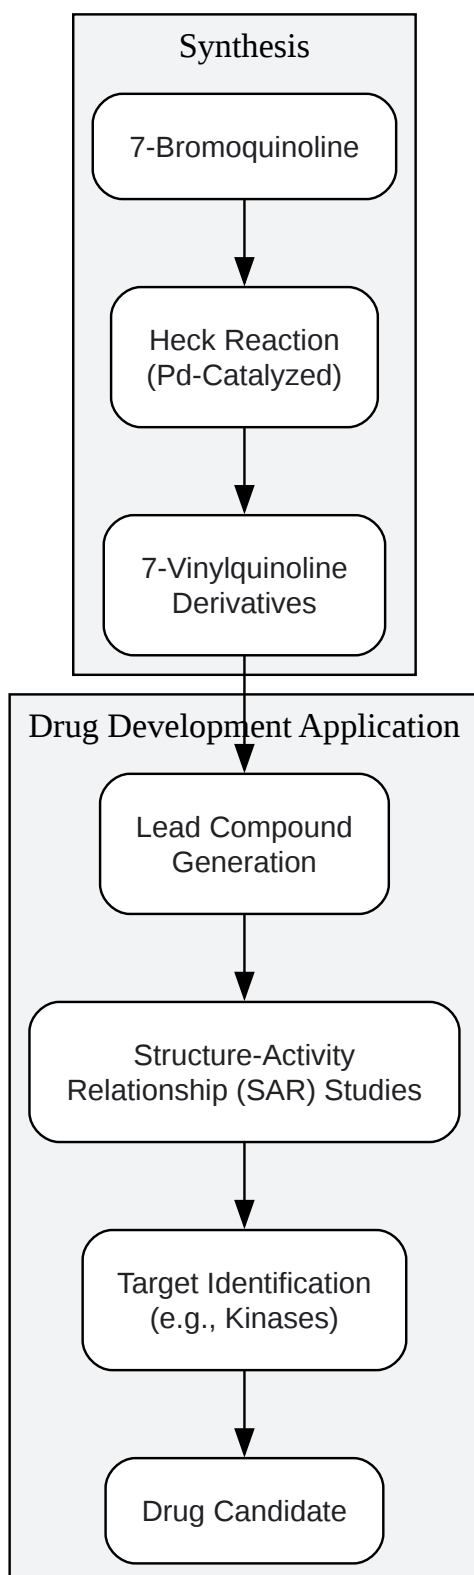 Synthesis
7-Bromoquinoline
Heck Reaction
(Pd-Catalyzed)
7-Vinylquinoline
Derivatives
Drug Development Application
Lead Compound
Generation
Structure-Activity
Relationship (SAR) Studies
Target Identification
(e.g., Kinases)
Drug Candidate